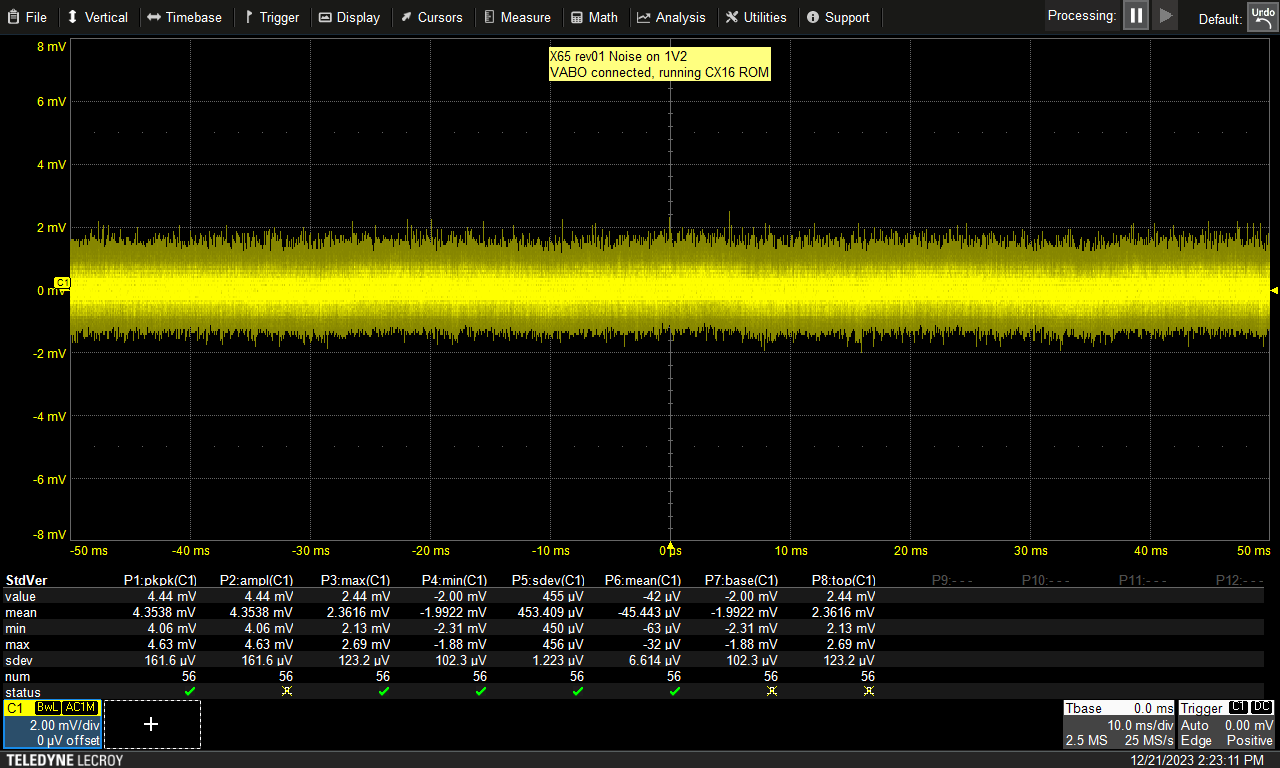 File Vertical Timebase Trigger Display Cursors Measure Math Analysis Utilities Support Processing: Default: Undo
X65 rev01 Noise on 1V2
VABO connected, running CX16 ROM
8 mV
6 mV
4 mV
2 mV
C1
0 mV
-2 mV
-4 mV
-6 mV
-8 mV
-50 ms -40 ms -30 ms -20 ms -10 ms 0 ms 10 ms 20 ms 30 ms 40 ms 50 ms
StdVer P1:pkpk(C1) P2:ampl(C1) P3:max(C1) P4:min(C1) P5:sdev(C1) P6:mean(C1) P7:base(C1) P8:top(C1) P9:- - - P10:- - - P11:- - - P12:- - -
value 4.44 mV 4.44 mV 2.44 mV -2.00 mV 455 µV -42 µV -2.00 mV 2.44 mV
mean 4.3538 mV 4.3538 mV 2.3616 mV -1.9922 mV 453.409 µV -45.443 µV -1.9922 mV 2.3616 mV
min 4.06 mV 4.06 mV 2.13 mV -2.31 mV 450 µV -63 µV -2.31 mV 2.13 mV
max 4.63 mV 4.63 mV 2.69 mV -1.88 mV 456 µV -32 µV -1.88 mV 2.69 mV
sdev 161.6 µV 161.6 µV 123.2 µV 102.3 µV 1.223 µV 6.614 µV 102.3 µV 123.2 µV
num 56 56 56 56 56 56 56 56
status
C1 BwL AC1M
2.00 mV/div
0 µV offset
Tbase 0.0 ms
10.0 ms/div
2.5 MS 25 MS/s
Trigger C1 DC
Auto 0.00 mV
Edge Positive
TELEDYNE LECROY
12/21/2023 2:23:11 PM